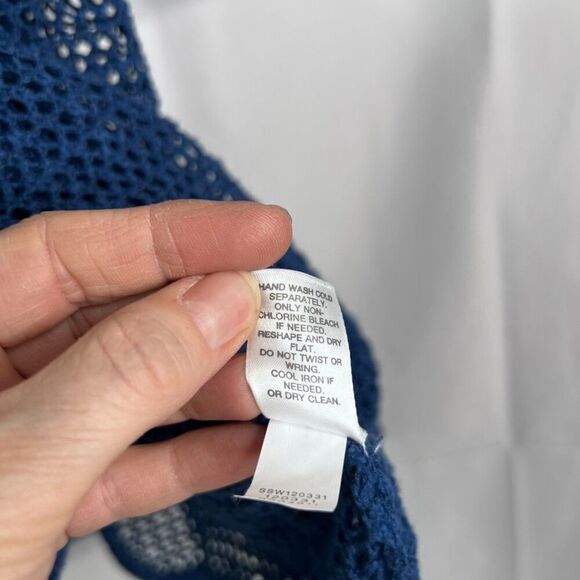 HAND WASH COLD
SEPARATELY.
ONLY NON-
CHLORINE BLEACH
IF NEEDED.
RESHAPE AND DRY
FLAT.
DO NOT TWIST OR
WRING.
COOL IRON IF
NEEDED.
OR DRY CLEAN.
SSW120331
120331